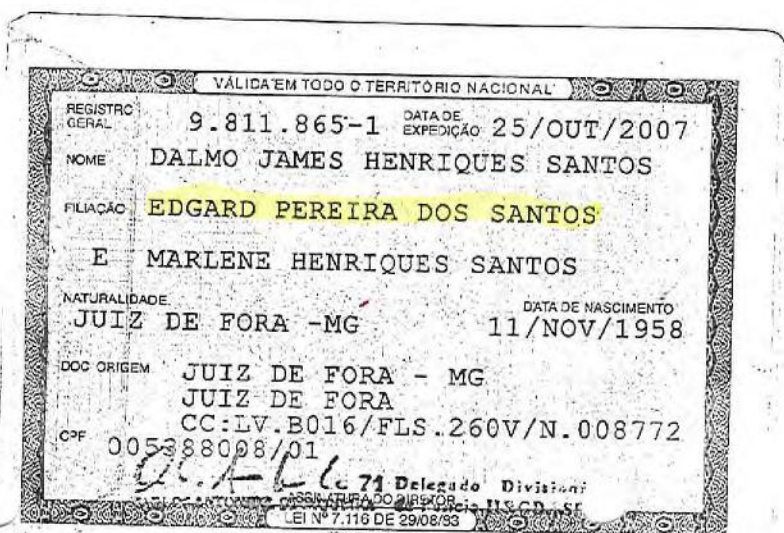 VÁLIDA EM TODO O TERRITÓRIO NACIONAL
REGISTRO GERAL 9.811.865-1 DATA DE EXPEDIÇÃO 25/OUT/2007
NOME DALMO JAMES HENRIQUES SANTOS
FILIAÇÃO EDGARD PEREIRA DOS SANTOS
E MARLENE HENRIQUES SANTOS
NATURALIDADE DATA DE NASCIMENTO
JUIZ DE FORA -MG 11/NOV/1958
DOC ORIGEM JUIZ DE FORA - MG
JUIZ DE FORA
CC:LV.B016/FLS.260V/N.008772
CPF 005388008/01
71 Delegado Divisional
ASSINATURA DO DIRETOR
LEI Nº 7.116 DE 29/08/83